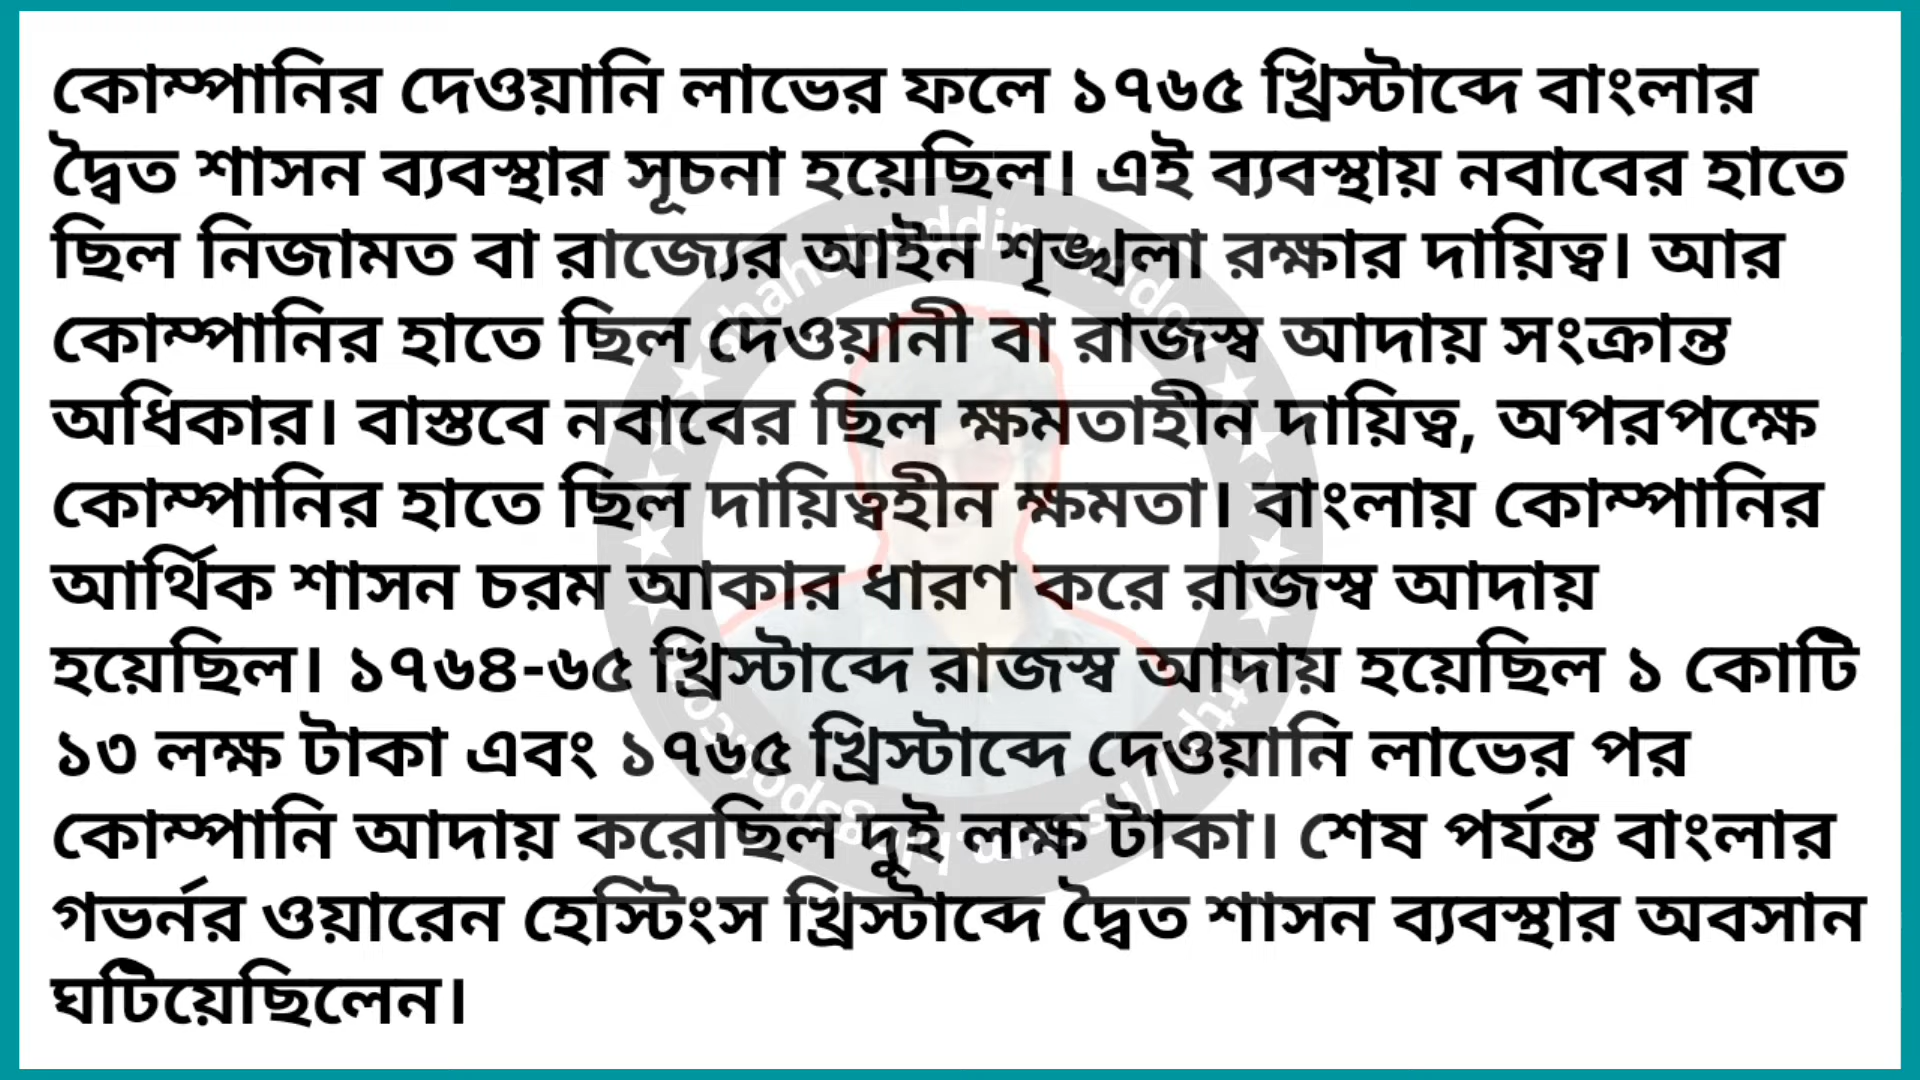 কোম্পানির দেওয়ানি লাভের ফলে ১৭৬৫ খ্রিস্টাব্দে বাংলার
দ্বৈত শাসন ব্যবস্থার সূচনা হয়েছিল। এই ব্যবস্থায় নবাবের হাতে
ছিল নিজামত বা রাজ্যের আইন শৃঙ্খলা রক্ষার দায়িত্ব। আর
কোম্পানির হাতে ছিল দেওয়ানী বা রাজস্ব আদায় সংক্রান্ত
অধিকার। বাস্তবে নবাবের ছিল ক্ষমতাহীন দায়িত্ব, অপরপক্ষে
কোম্পানির হাতে ছিল দায়িত্বহীন ক্ষমতা। বাংলায় কোম্পানির
আর্থিক শাসন চরম আকার ধারণ করে রাজস্ব আদায়
হয়েছিল। ১৭৬৪-৬৫ খ্রিস্টাব্দে রাজস্ব আদায় হয়েছিল ১ কোটি
১৩ লক্ষ টাকা এবং ১৭৬৫ খ্রিস্টাব্দে দেওয়ানি লাভের পর
কোম্পানি আদায় করেছিল দুই লক্ষ টাকা। শেষ পর্যন্ত বাংলার
গভর্নর ওয়ারেন হেস্টিংস খ্রিস্টাব্দে দ্বৈত শাসন ব্যবস্থার অবসান
ঘটিয়েছিলেন।